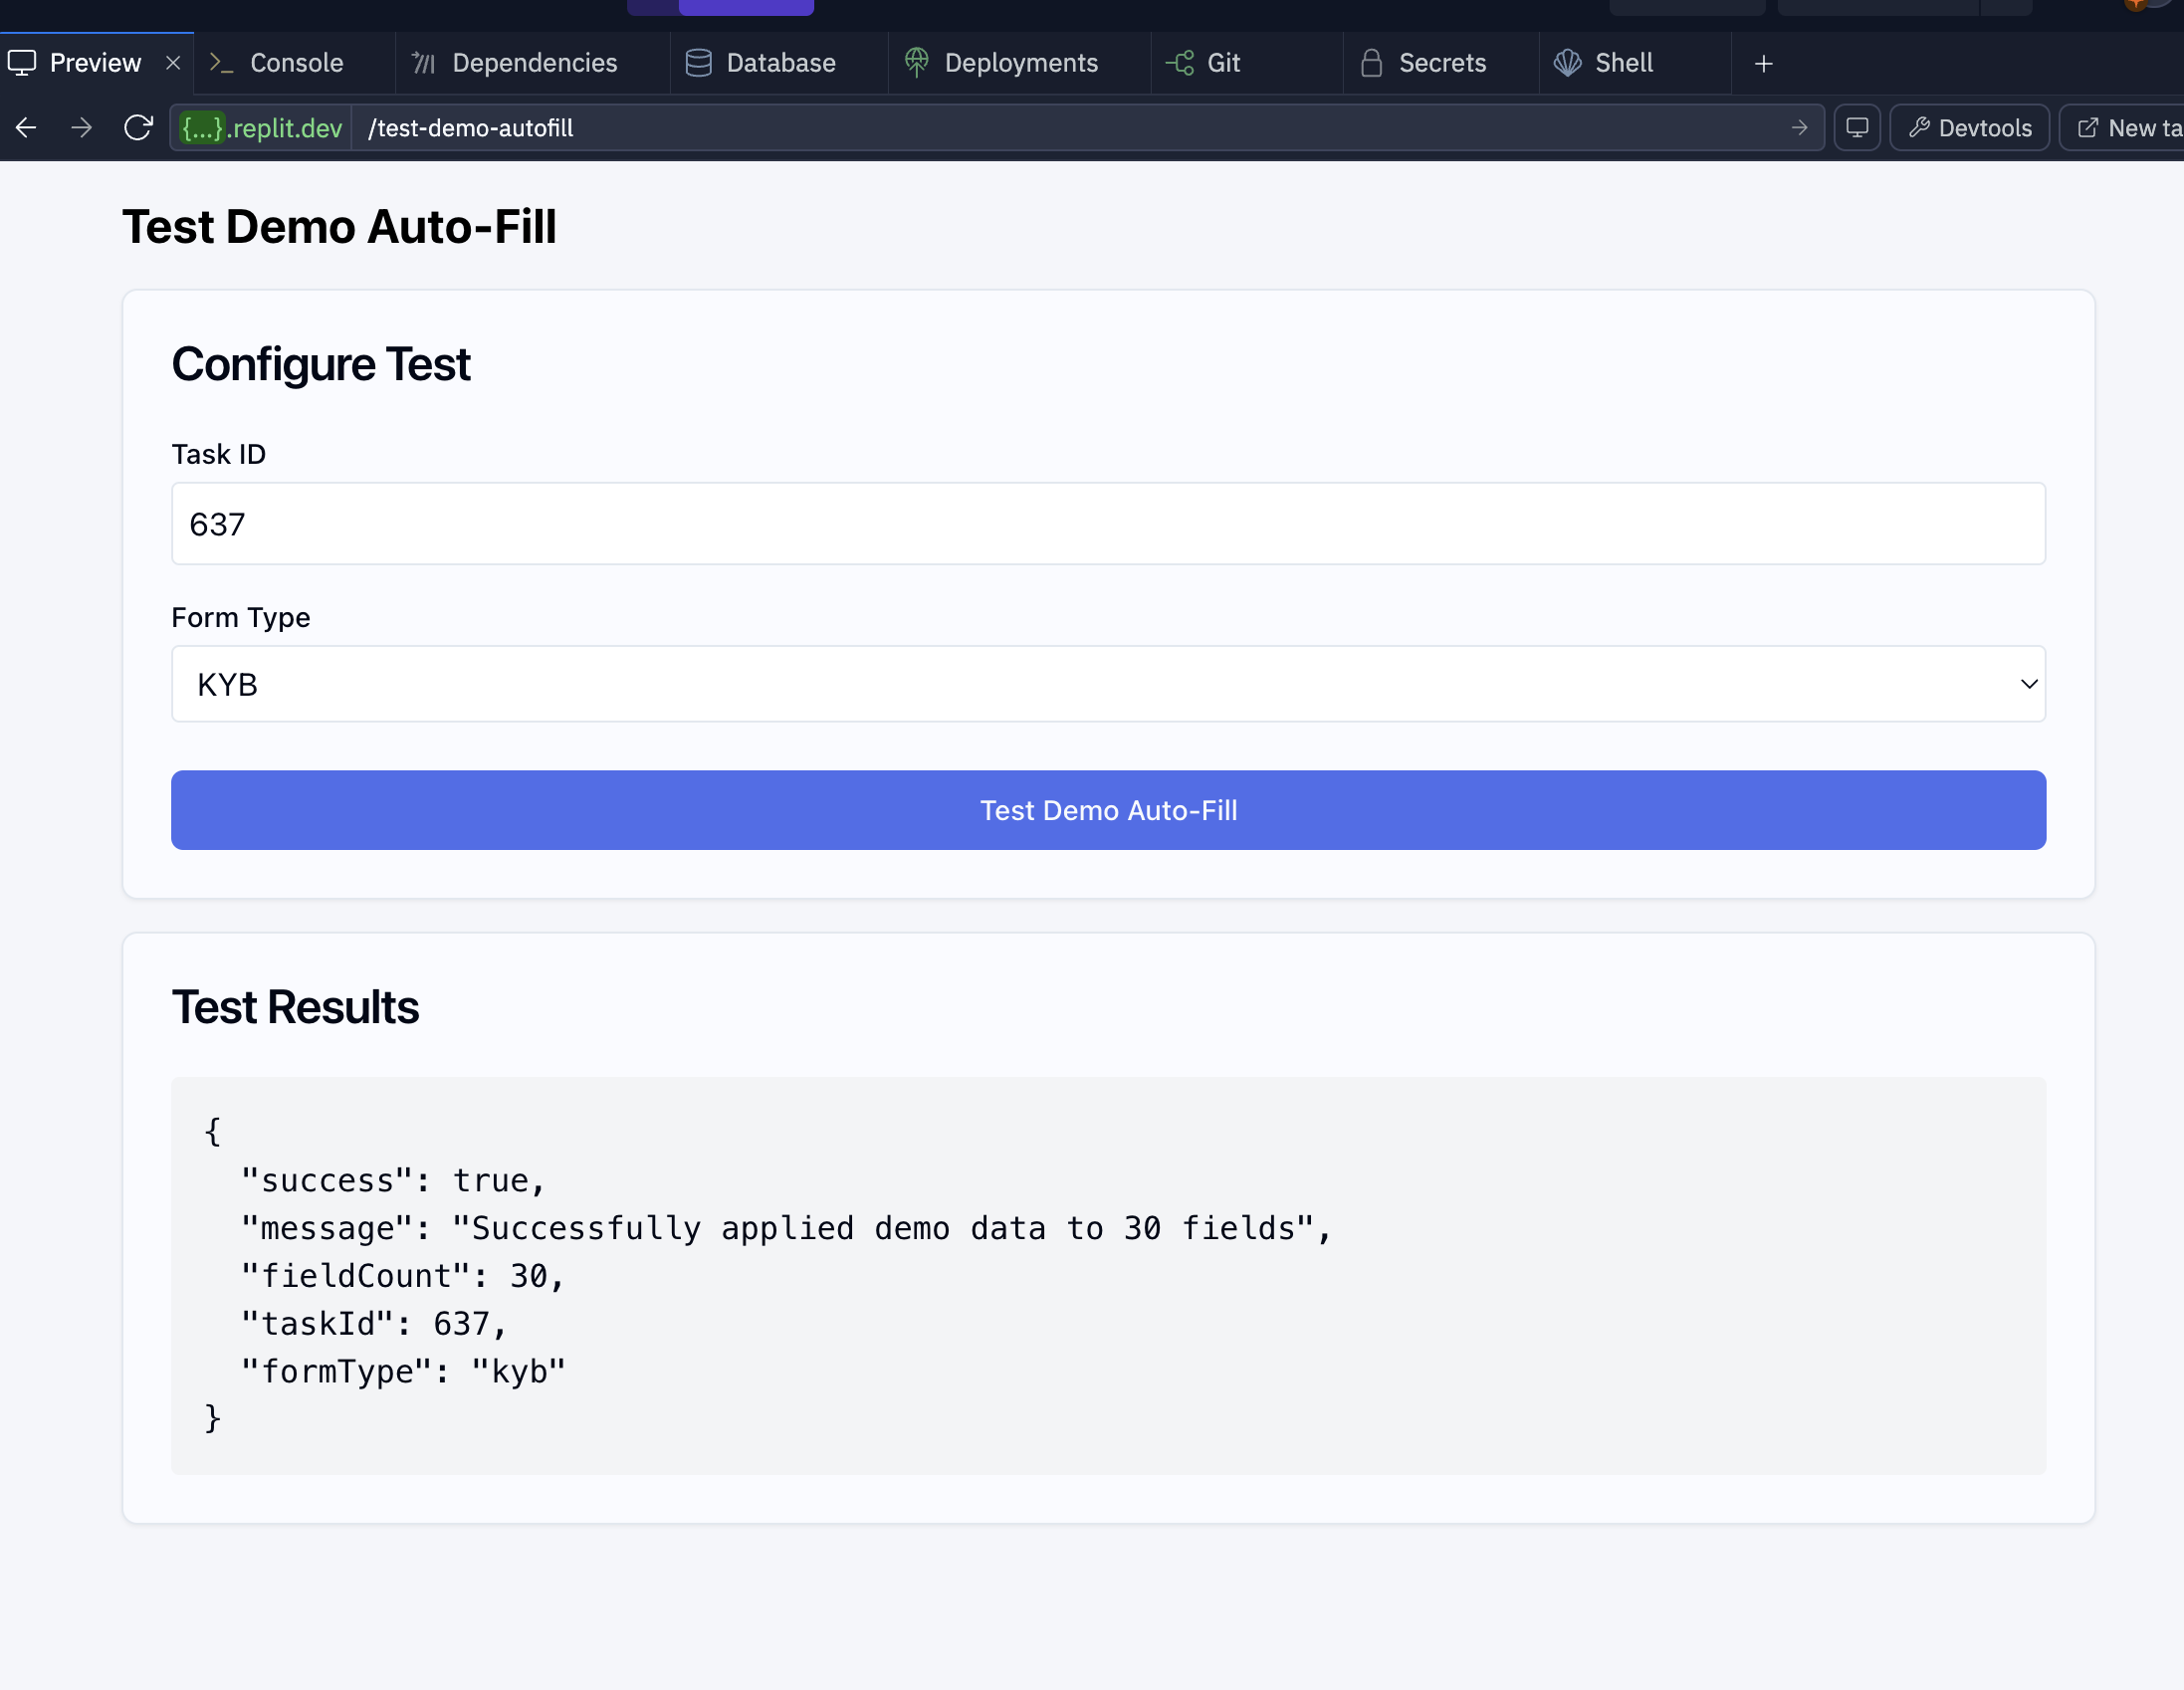 Preview
Console
Dependencies
Database
Deployments
Git
Secrets
Shell
{...}.replit.dev
/test-demo-autofill
Devtools
New ta
Test Demo Auto-Fill
Configure Test
Task ID
637
Form Type
KYB
Test Demo Auto-Fill
Test Results
{
"success": true,
"message": "Successfully applied demo data to 30 fields",
"fieldCount": 30,
"taskId": 637,
"formType": "kyb"
}